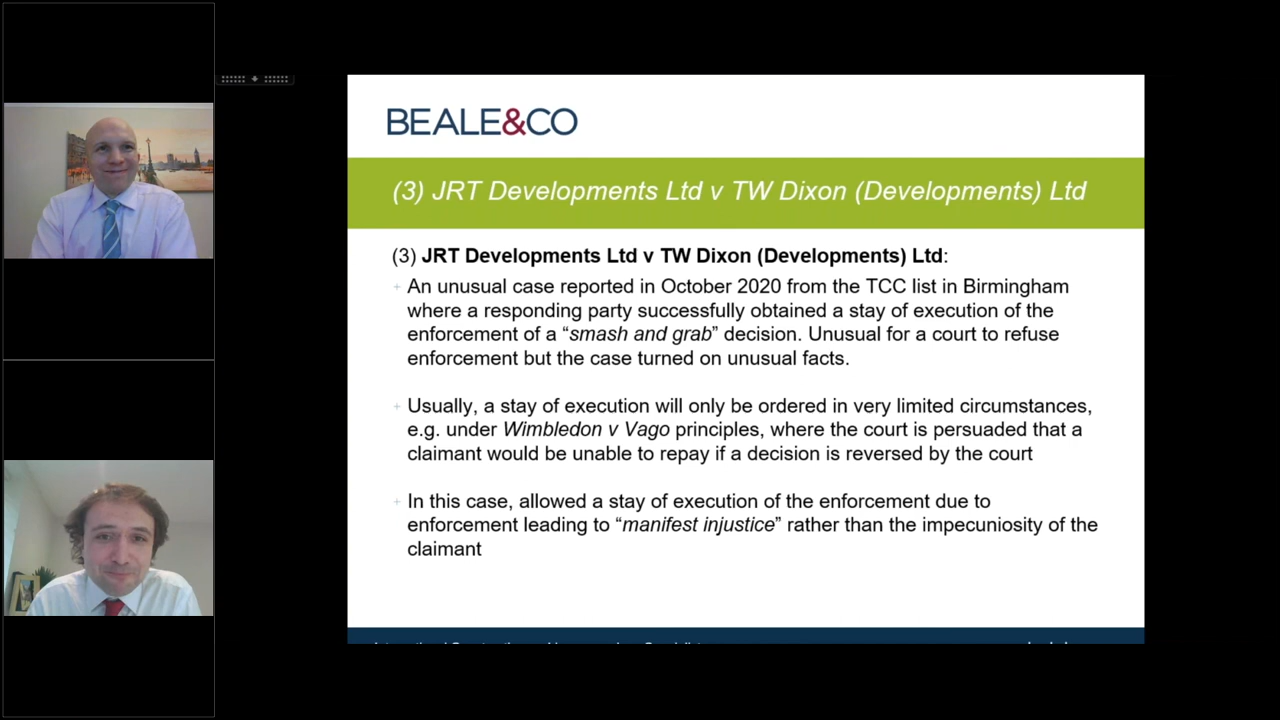 BEALE&CO
(3) JRT Developments Ltd v TW Dixon (Developments) Ltd
(3) JRT Developments Ltd v TW Dixon (Developments) Ltd:
An unusual case reported in October 2020 from the TCC list in Birmingham
where a responding party successfully obtained a stay of execution of the
enforcement of a “smash and grab” decision. Unusual for a court to refuse
enforcement but the case turned on unusual facts.
Usually, a stay of execution will only be ordered in very limited circumstances,
e.g. under Wimbledon v Vago principles, where the court is persuaded that a
claimant would be unable to repay if a decision is reversed by the court
In this case, allowed a stay of execution of the enforcement due to
enforcement leading to “manifest injustice” rather than the impecuniosity of the
claimant